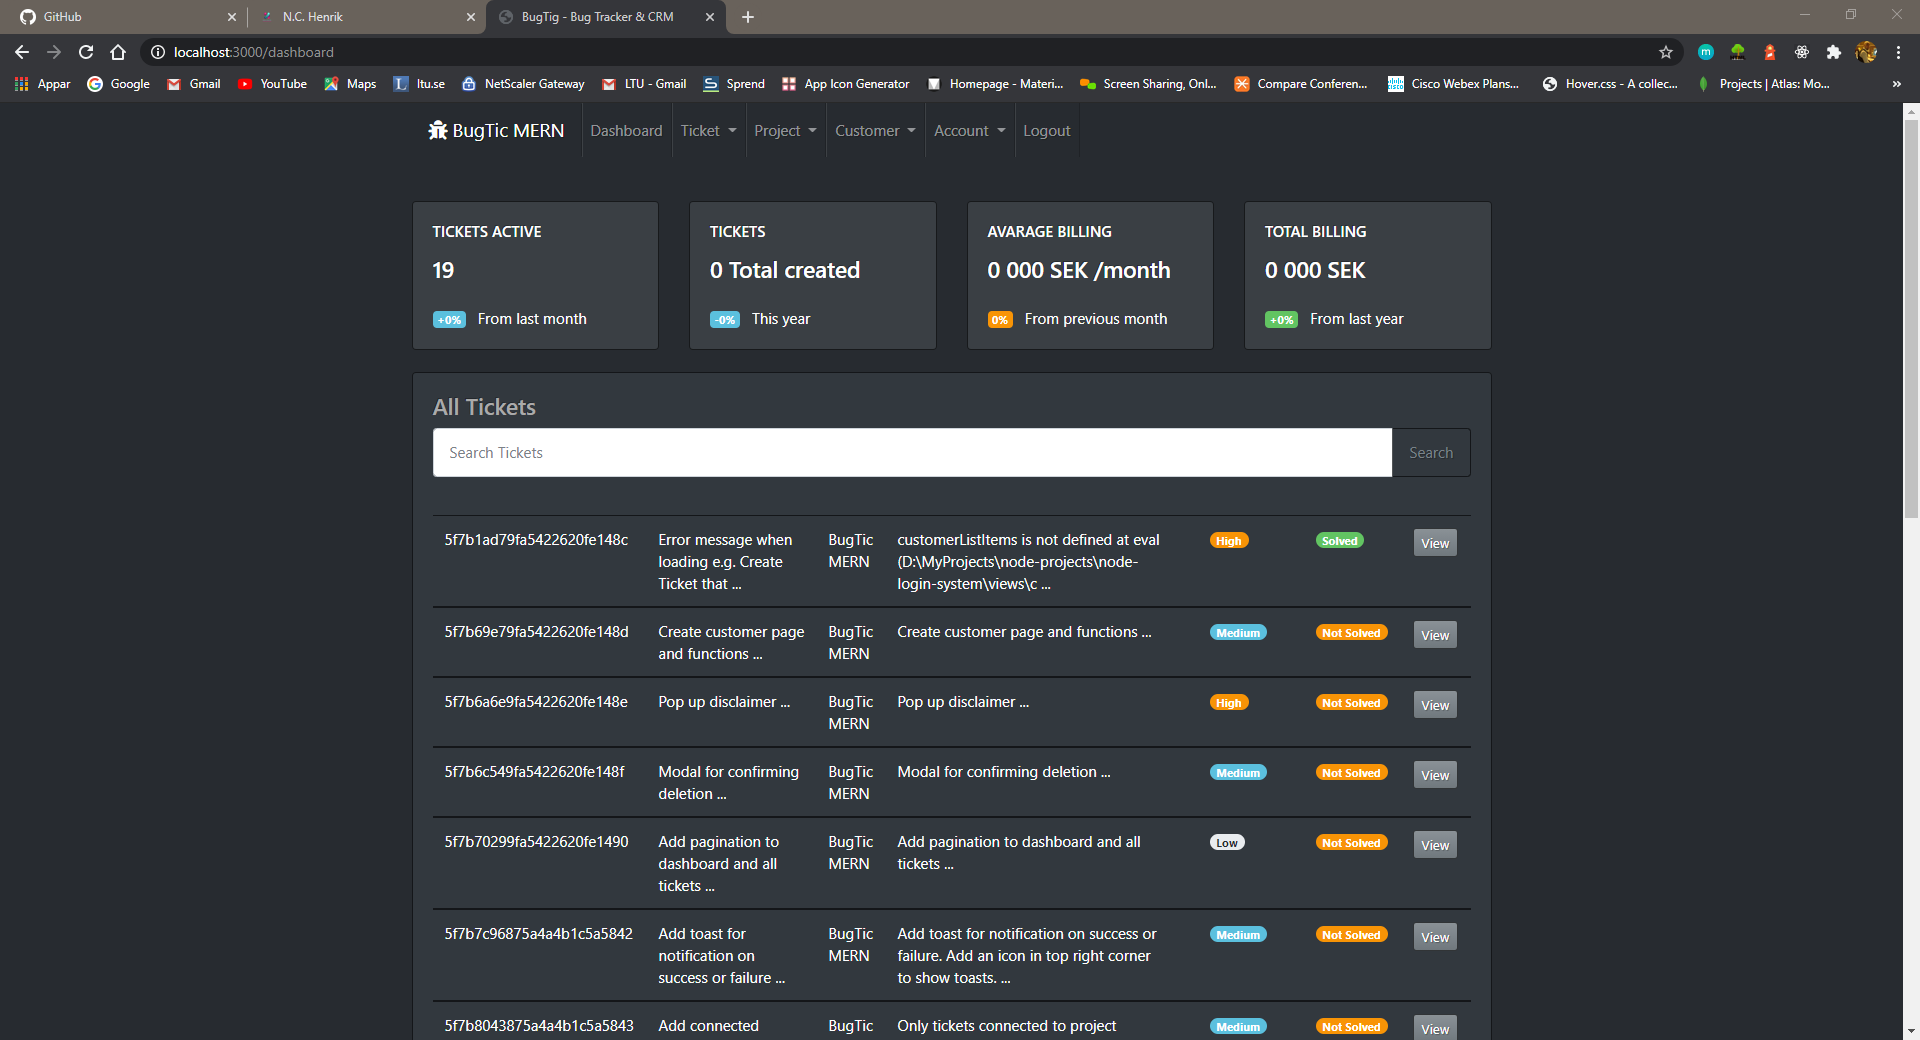 GitHub
N.C. Henrik
BugTig - Bug Tracker & CRM
localhost:3000/dashboard
Appar Google Gmail YouTube Maps ltu.se NetScaler Gateway LTU - Gmail Sprend App Icon Generator Homepage - Materi... Screen Sharing, Onl... Compare Conferen... Cisco Webex Plans... Hover.css - A collec... Projects | Atlas: Mo... »
BugTic MERN Dashboard Ticket Project Customer Account Logout
TICKETS ACTIVE
19
+0% From last month
TICKETS
0 Total created
-0% This year
AVARAGE BILLING
0 000 SEK /month
0% From previous month
TOTAL BILLING
0 000 SEK
+0% From last year
All Tickets
Search Tickets
Search
5f7b1ad79fa5422620fe148c
Error message when
loading e.g. Create
Ticket that ...
BugTic
MERN
customerListItems is not defined at eval
(D:\MyProjects\node-projects\node-
login-system\views\c ...
High
Solved
View
5f7b69e79fa5422620fe148d
Create customer page
and functions ...
BugTic
MERN
Create customer page and functions ...
Medium
Not Solved
View
5f7b6a6e9fa5422620fe148e
Pop up disclaimer ...
BugTic
MERN
Pop up disclaimer ...
High
Not Solved
View
5f7b6c549fa5422620fe148f
Modal for confirming
deletion ...
BugTic
MERN
Modal for confirming deletion ...
Medium
Not Solved
View
5f7b70299fa5422620fe1490
Add pagination to
dashboard and all
tickets ...
BugTic
MERN
Add pagination to dashboard and all
tickets ...
Low
Not Solved
View
5f7b7c96875a4a4b1c5a5842
Add toast for
notification on
success or failure ...
BugTic
MERN
Add toast for notification on success or
failure. Add an icon in top right corner
to show toasts. ...
Medium
Not Solved
View
5f7b8043875a4a4b1c5a5843
Add connected
BugTic
Only tickets connected to project
Medium
Not Solved
View